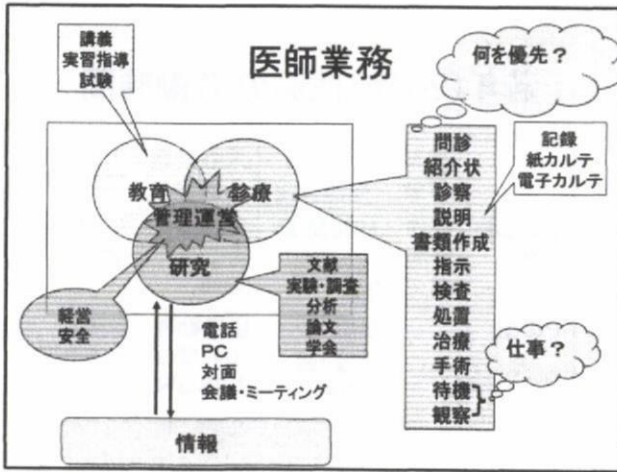 医師業務
講義
実習指導
試験
何を優先？
教育
診療
管理運営
研究
経営
安全
文献
実験・調査
分析
論文
学会
問診
紹介状
診察
説明
書類作成
指示
検査
処置
治療
手術
待機
観察
記録
紙カルテ
電子カルテ
仕事？
電話
PC
対面
会議・ミーティング
情報